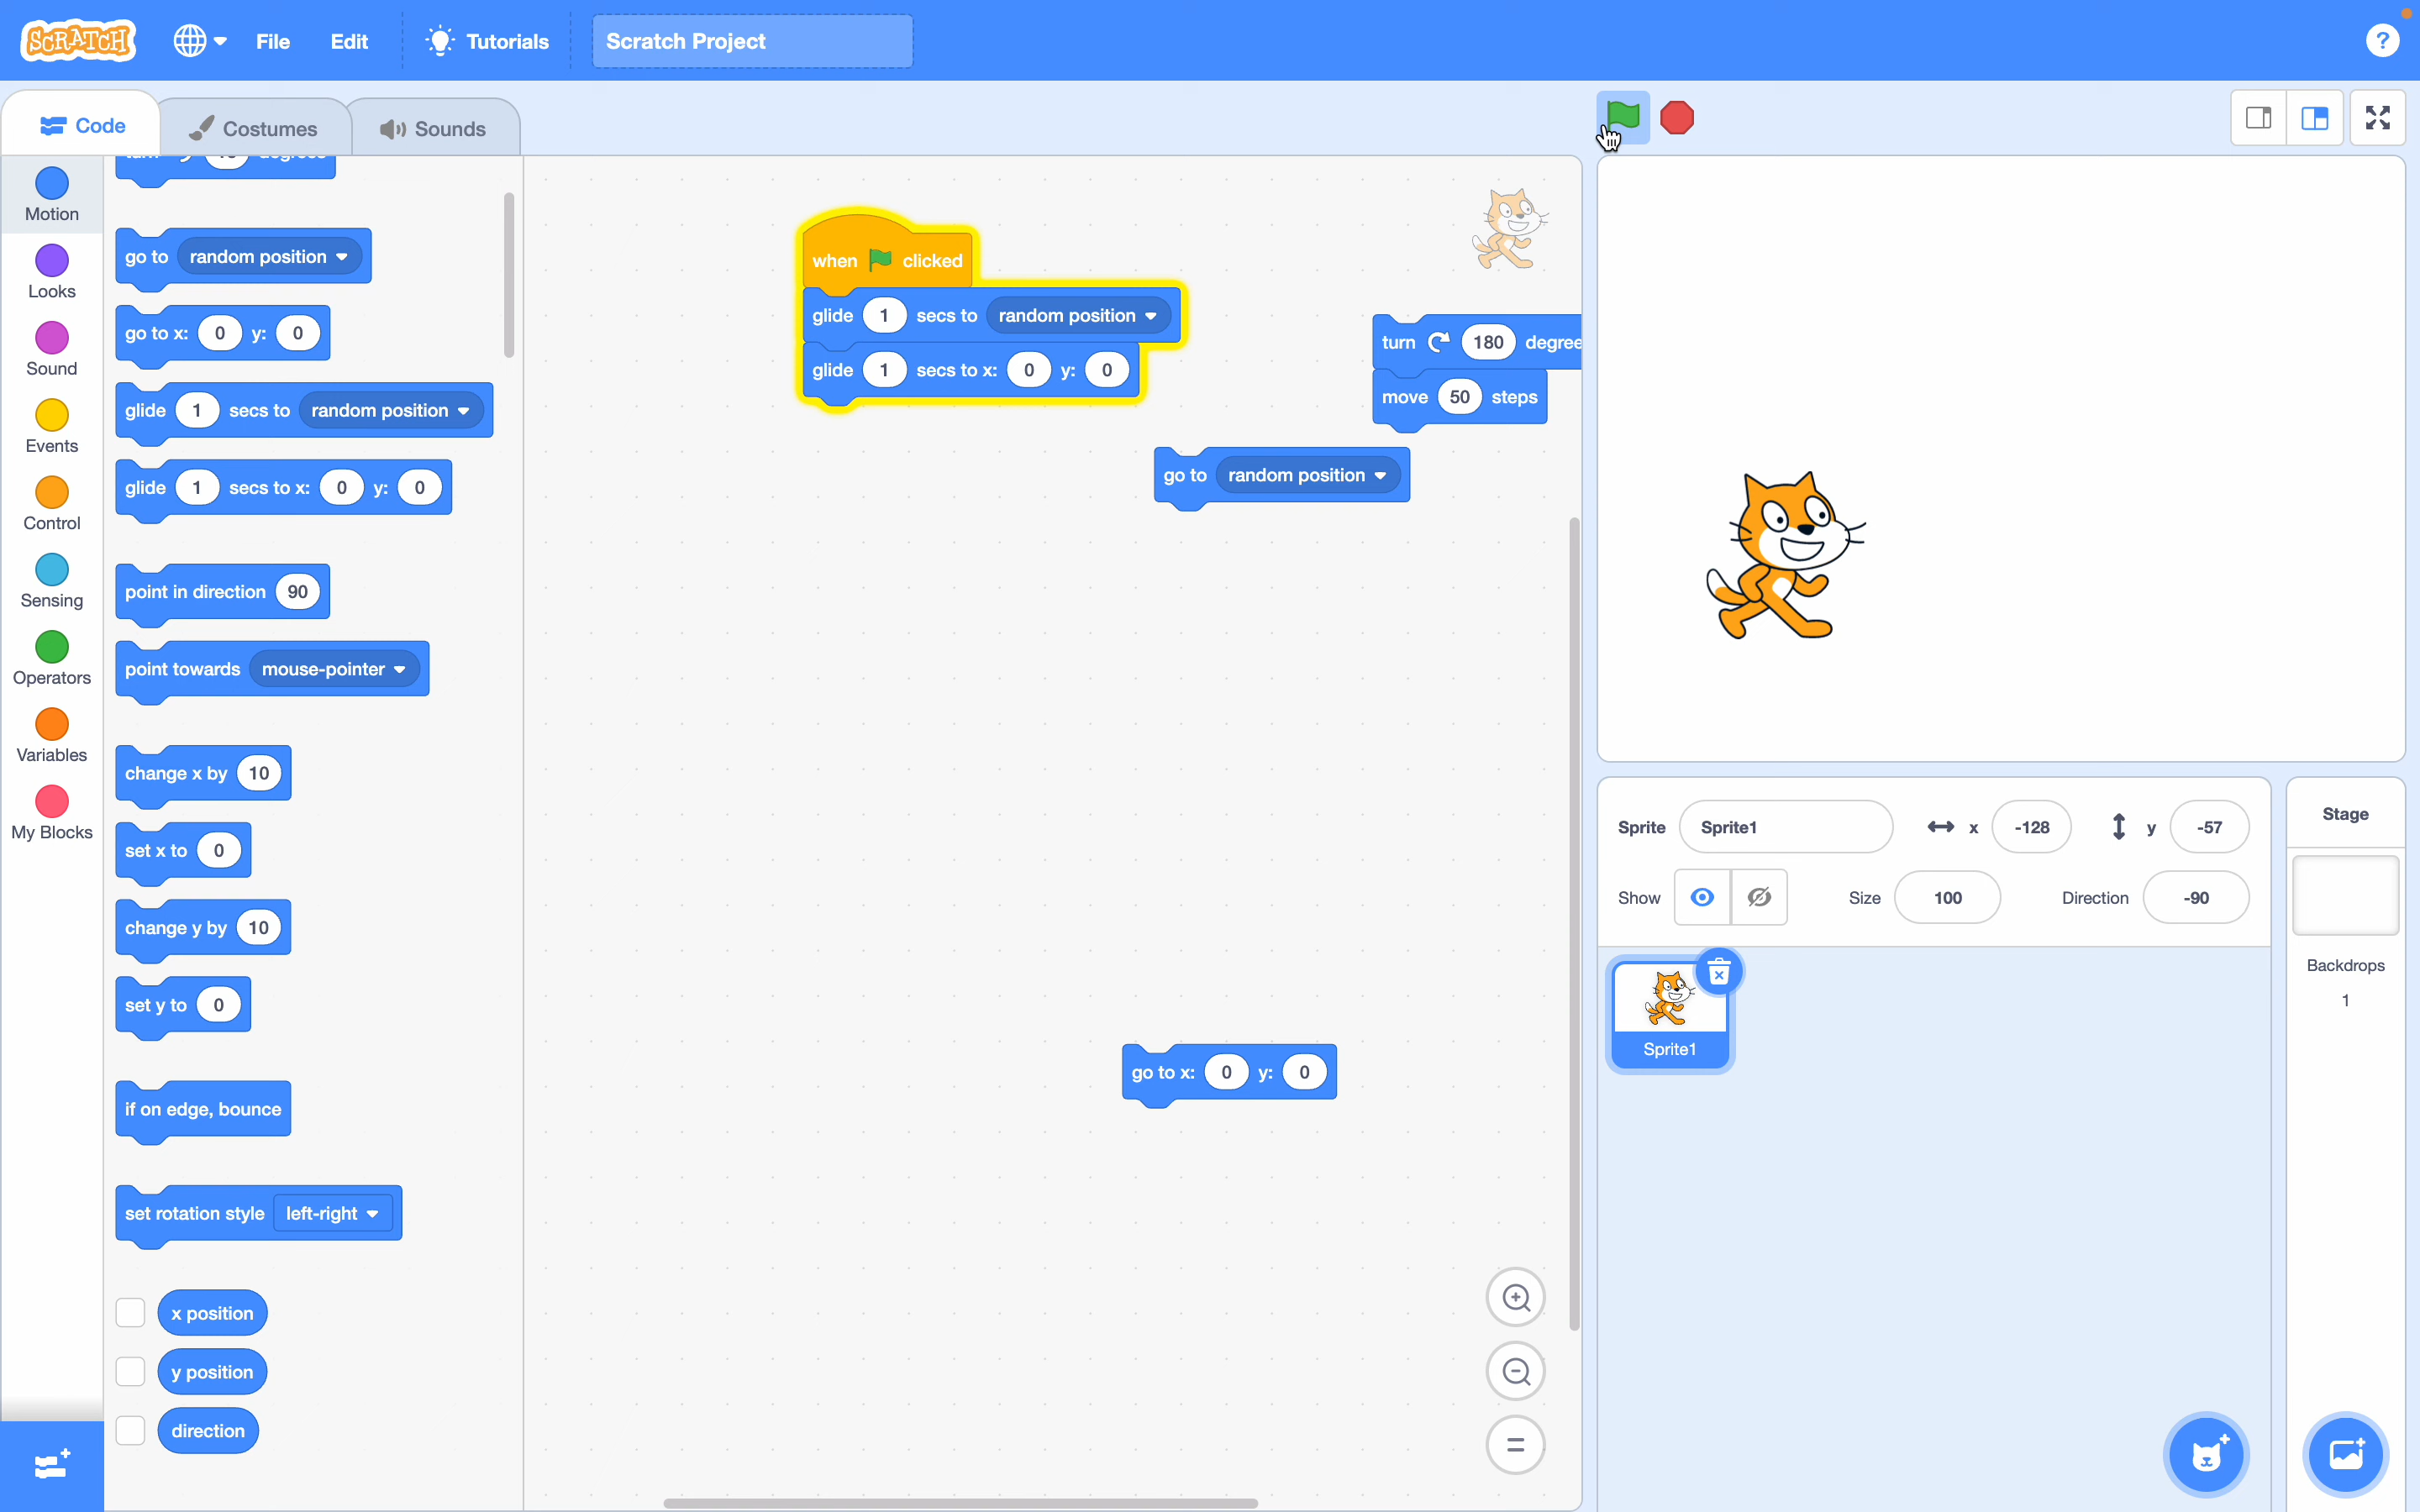 SCRATCH File Edit Tutorials Scratch Project ?
Code Costumes Sounds
Motion
Looks
Sound
Events
Control
Sensing
Operators
Variables
My Blocks
go to random position
go to x: 0 y: 0
glide 1 secs to random position
glide 1 secs to x: 0 y: 0
point in direction 90
point towards mouse-pointer
change x by 10
set x to 0
change y by 10
set y to 0
if on edge, bounce
set rotation style left-right
x position
y position
direction
when clicked
glide 1 secs to random position
glide 1 secs to x: 0 y: 0
turn 180 degree
move 50 steps
go to random position
go to x: 0 y: 0
Sprite Sprite1 x -128 y -57
Show Size 100 Direction -90
Sprite1
Stage
Backdrops
1